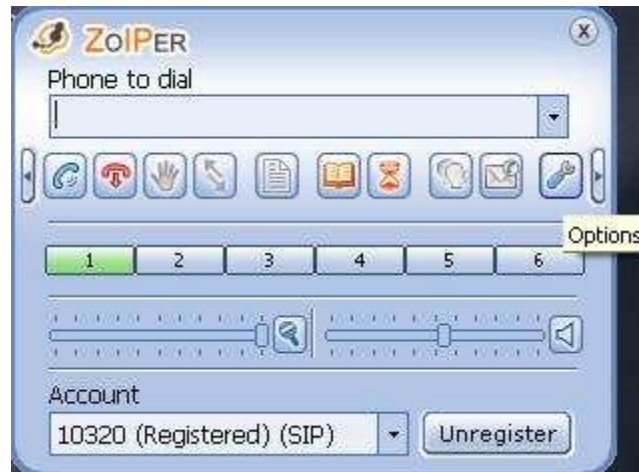 ZoIPer
Phone to dial
Options
1 2 3 4 5 6
Account
10320 (Registered) (SIP)
Unregister